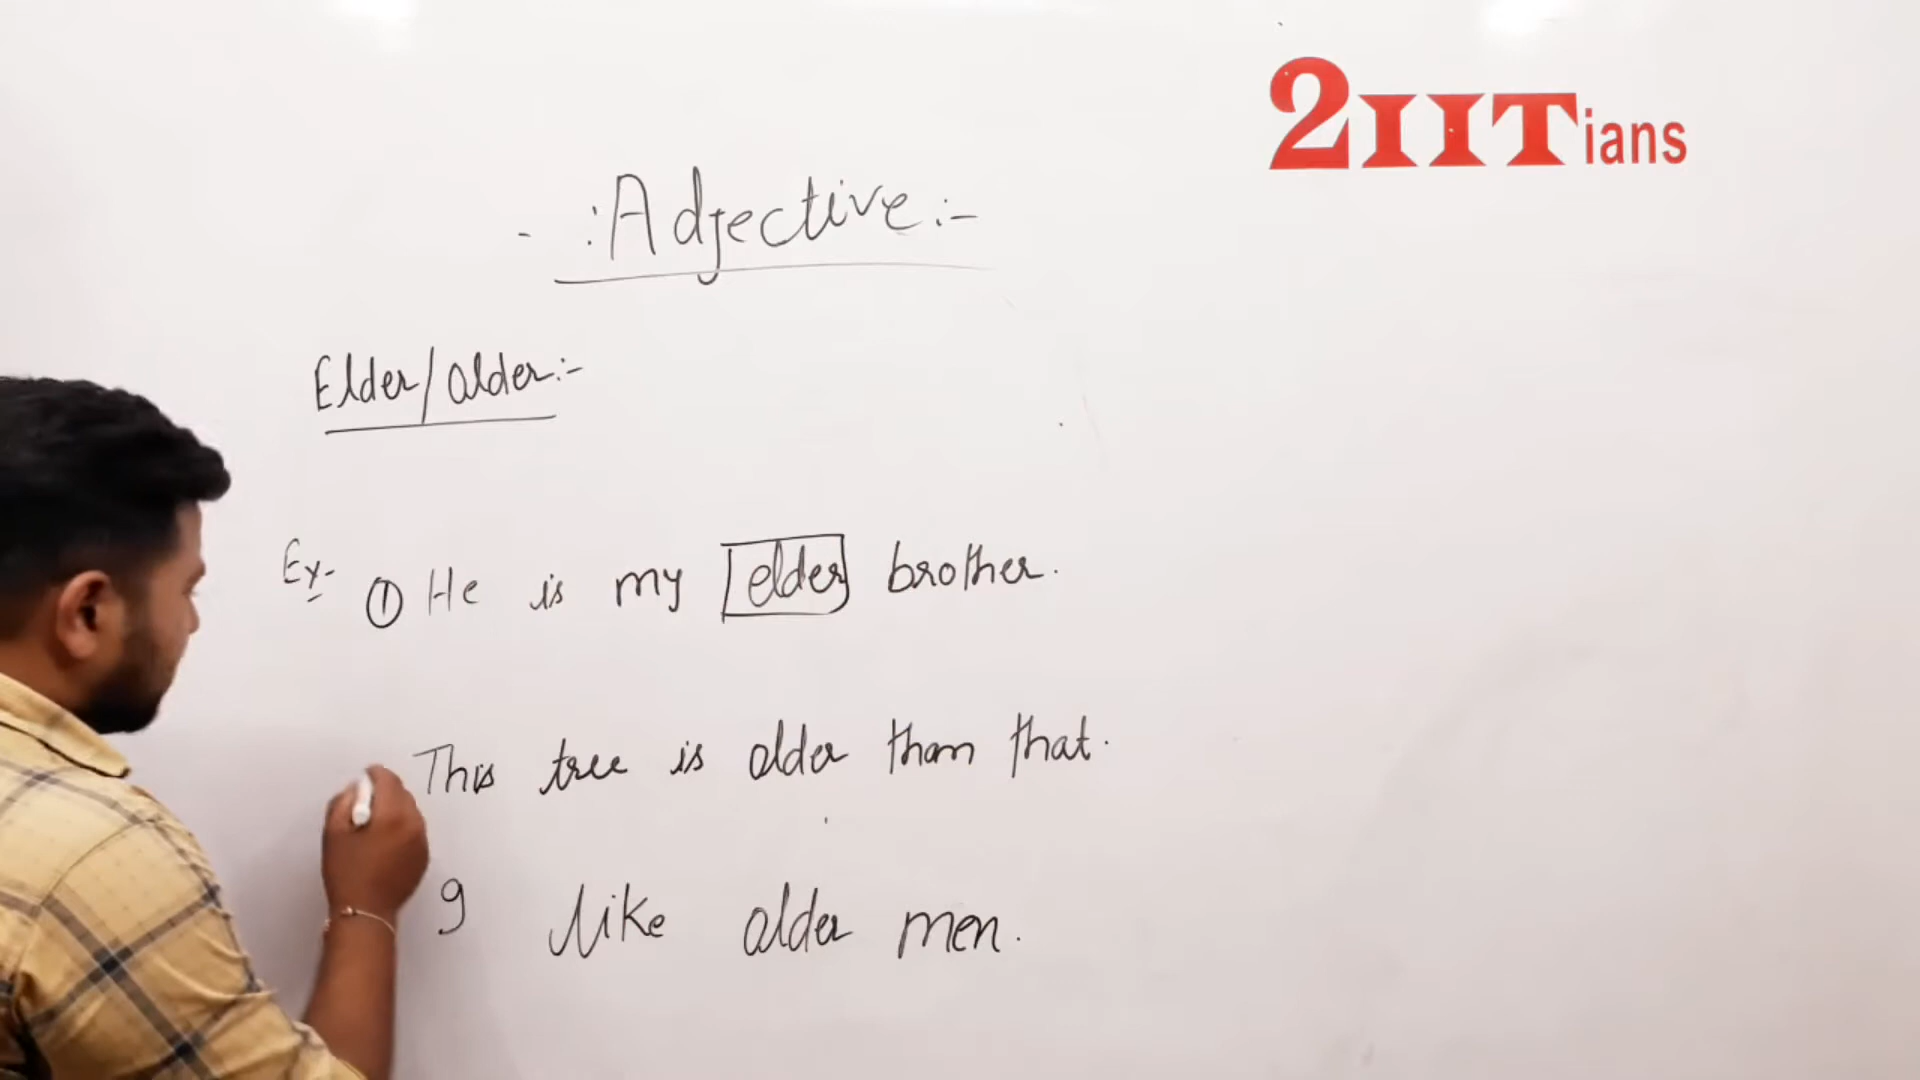 2IITians
:Adjective:-
Elder/older:-
Ex- ① He is my elder brother.
This tree is older than that.
I like older men.